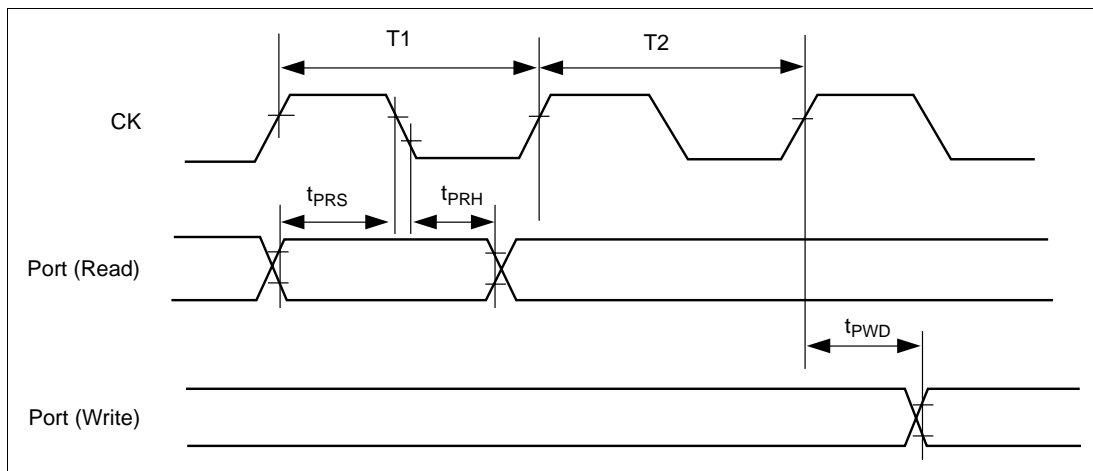 T1
T2
CK
tPRS
tPRH
Port (Read)
tPWD
Port (Write)